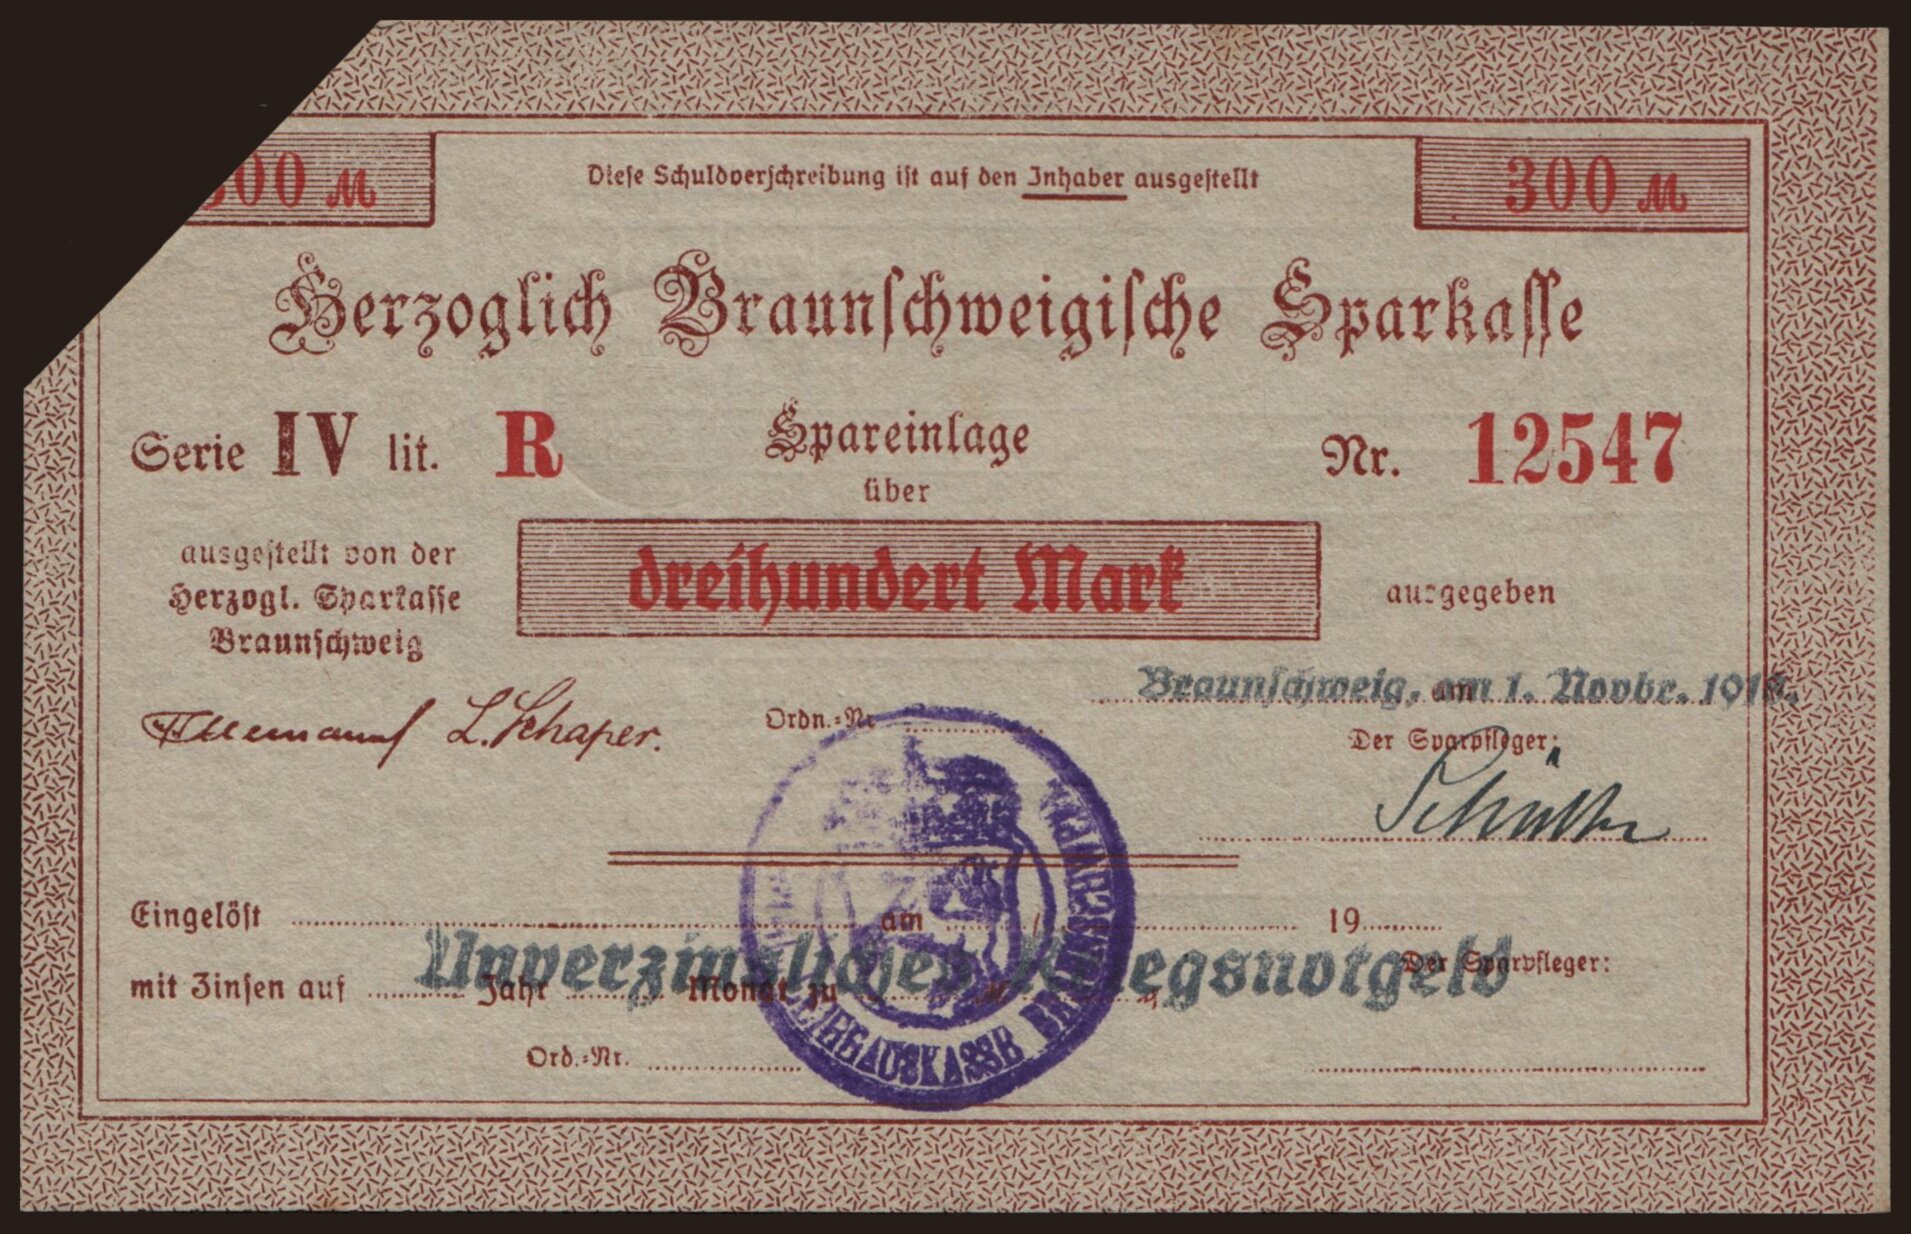 00 M
Diese Schuldverschreibung ist auf den Inhaber ausgestellt
300 M
Herzoglich Braunschweigische Sparkasse
Serie IV lit. R
Spareinlage
Nr. 12547
über
ausgestellt von der
Herzogl. Sparkasse
Braunschweig
dreihundert Mark
ausgegeben
Braunschweig, am 1. Novbr. 1918.
L. Schaper.
Ordn.-Nr.
Der Sparpfleger:
Eingelöst am 19
Unverzinsliches Kriegsnotgeld
mit Zinsen auf Jahr Monat zu
Der Sparpfleger:
Ord.-Nr.